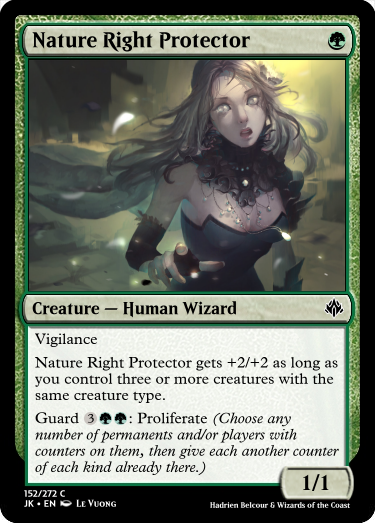 Nature Right Protector
Creature — Human Wizard
Vigilance
Nature Right Protector gets +2/+2 as long as
you control three or more creatures with the
same creature type.
Guard 3: Proliferate (Choose any
number of permanents and/or players with
counters on them, then give each another counter
of each kind already there.)
1/1
152/272 C
JK • EN Le Vuong
Hadrien Belcour & Wizards of the Coast